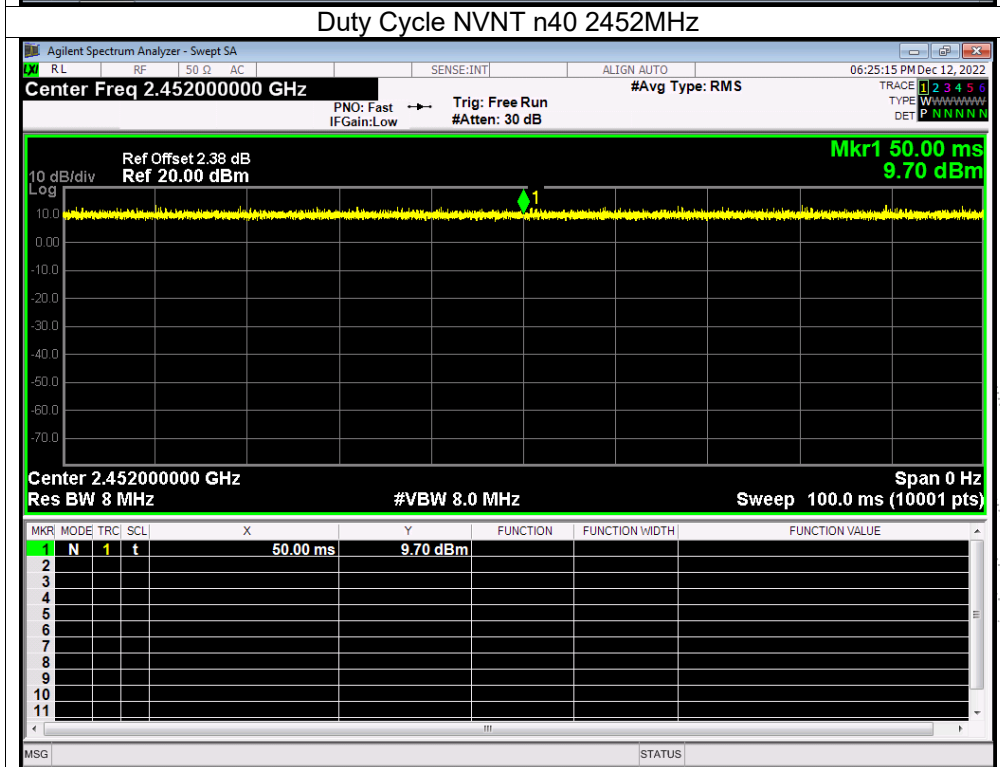 Duty Cycle NVNT n40 2452MHz
Agilent Spectrum Analyzer - Swept SA
LXI RL RF 50 Ω AC SENSE:INT ALIGN AUTO 06:25:15 PM Dec 12, 2022
Center Freq 2.452000000 GHz #Avg Type: RMS TRACE 1 2 3 4 5 6
PNO: Fast Trig: Free Run TYPE WWWWWW
IFGain:Low #Atten: 30 dB DET P N N N N N
Mkr1 50.00 ms
Ref Offset 2.38 dB 9.70 dBm
10 dB/div Ref 20.00 dBm
Log
1
10.0
0.00
-10.0
-20.0
-30.0
-40.0
-50.0
-60.0
-70.0
Center 2.452000000 GHz Span 0 Hz
Res BW 8 MHz #VBW 8.0 MHz Sweep 100.0 ms (10001 pts)
MKR MODE TRC SCL X Y FUNCTION FUNCTION WIDTH FUNCTION VALUE
1 N 1 t 50.00 ms 9.70 dBm
2
3
4
5
6
7
8
9
10
11
MSG STATUS